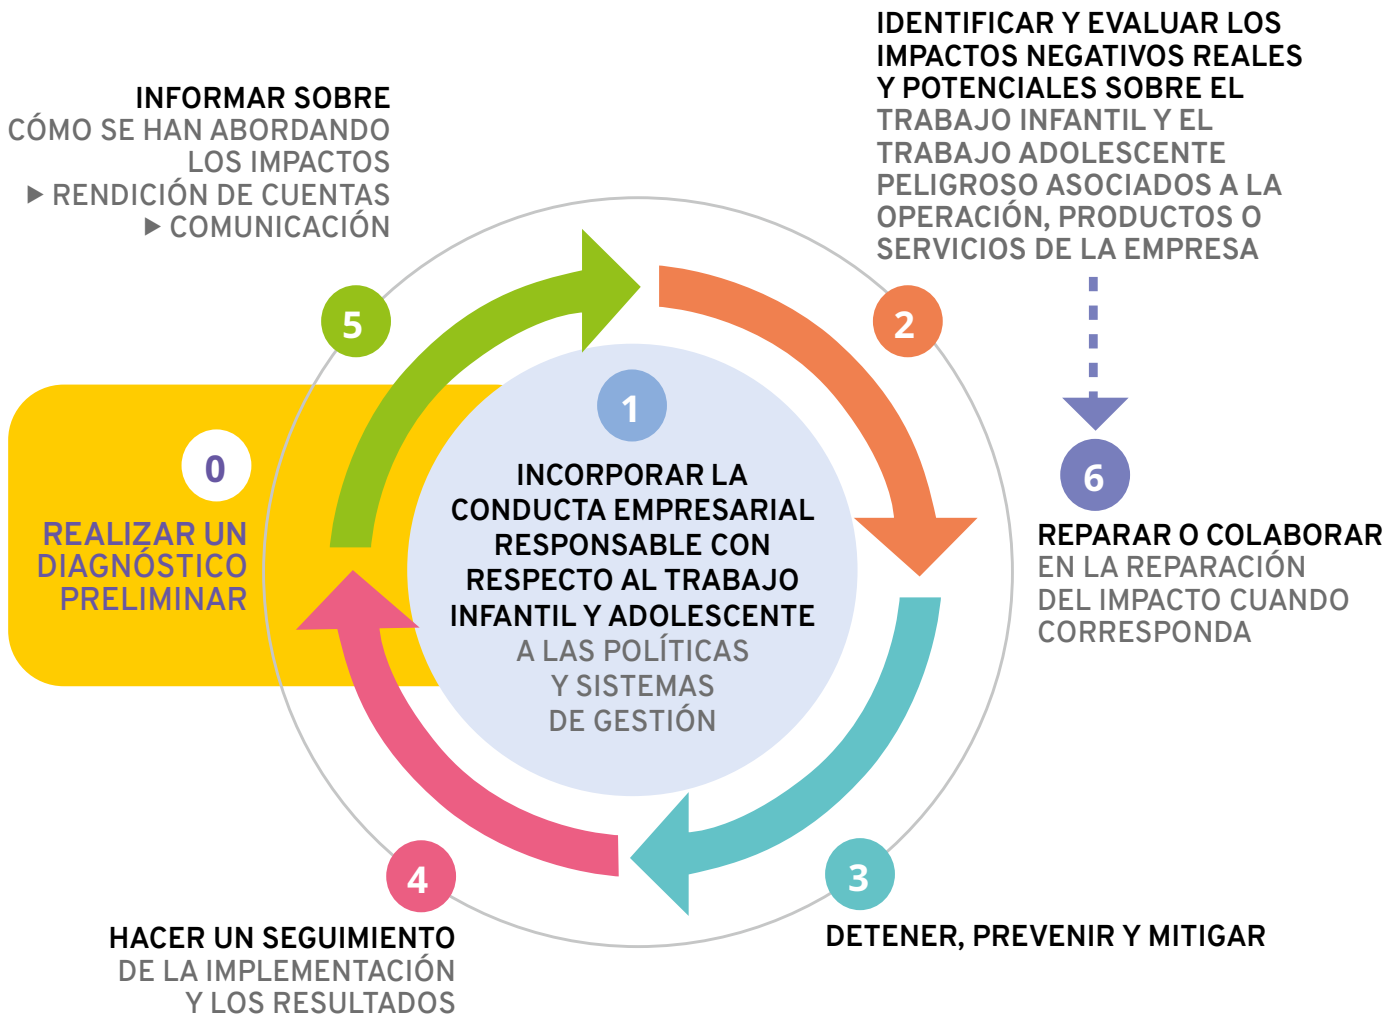 0
REALIZAR UN
DIAGNÓSTICO
PRELIMINAR
1
INCORPORAR LA
CONDUCTA EMPRESARIAL
RESPONSABLE CON
RESPECTO AL TRABAJO
INFANTIL Y ADOLESCENTE
A LAS POLÍTICAS
Y SISTEMAS
DE GESTIÓN
2
IDENTIFICAR Y EVALUAR LOS
IMPACTOS NEGATIVOS REALES
Y POTENCIALES SOBRE EL
TRABAJO INFANTIL Y EL
TRABAJO ADOLESCENTE
PELIGROSO ASOCIADOS A LA
OPERACIÓN, PRODUCTOS O
SERVICIOS DE LA EMPRESA
3
DETENER, PREVENIR Y MITIGAR
4
HACER UN SEGUIMIENTO
DE LA IMPLEMENTACIÓN
Y LOS RESULTADOS
5
INFORMAR SOBRE
CÓMO SE HAN ABORDANDO
LOS IMPACTOS
▶ RENDICIÓN DE CUENTAS
▶ COMUNICACIÓN
6
REPARAR O COLABORAR
EN LA REPARACIÓN
DEL IMPACTO CUANDO
CORRESPONDA